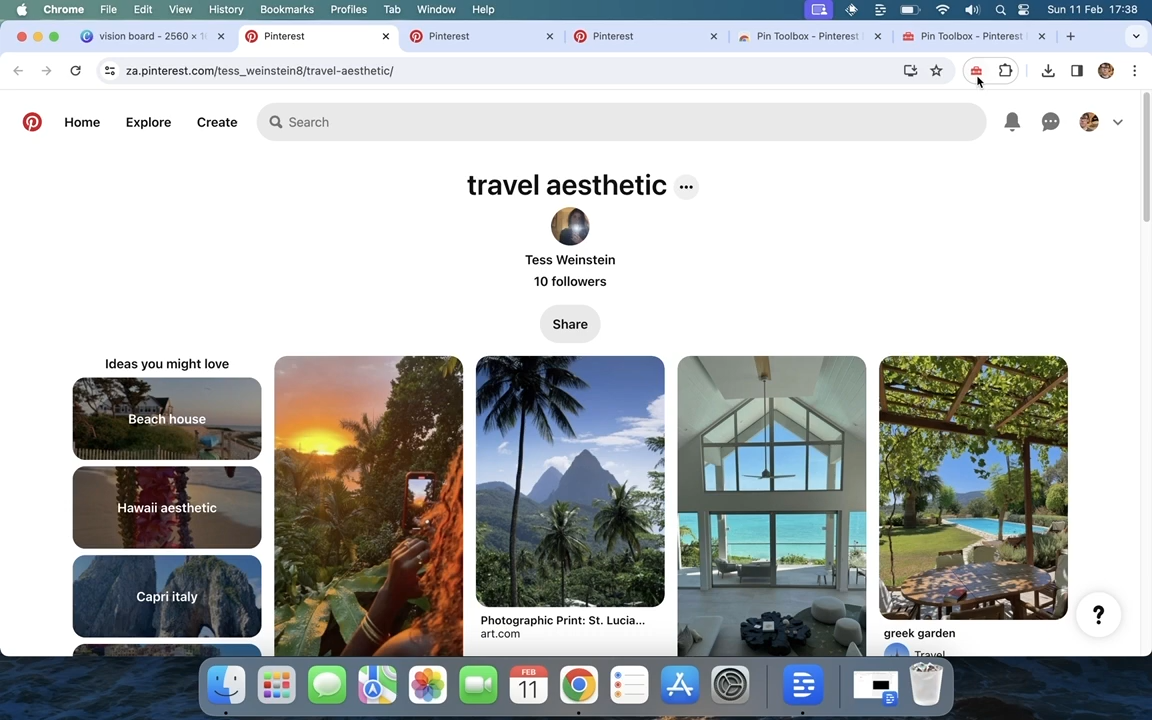 Chrome File Edit View History Bookmarks Profiles Tab Window Help Sun 11 Feb 17:38
vision board - 2560 × Pinterest Pinterest Pinterest Pin Toolbox - Pinterest Pin Toolbox - Pinterest
za.pinterest.com/tess_weinstein8/travel-aesthetic/
Home Explore Create Search
travel aesthetic
Tess Weinstein
10 followers
Share
Ideas you might love
Beach house
Hawaii aesthetic
Capri italy
Photographic Print: St. Lucia...
art.com
greek garden
Travel
?
FEB
11